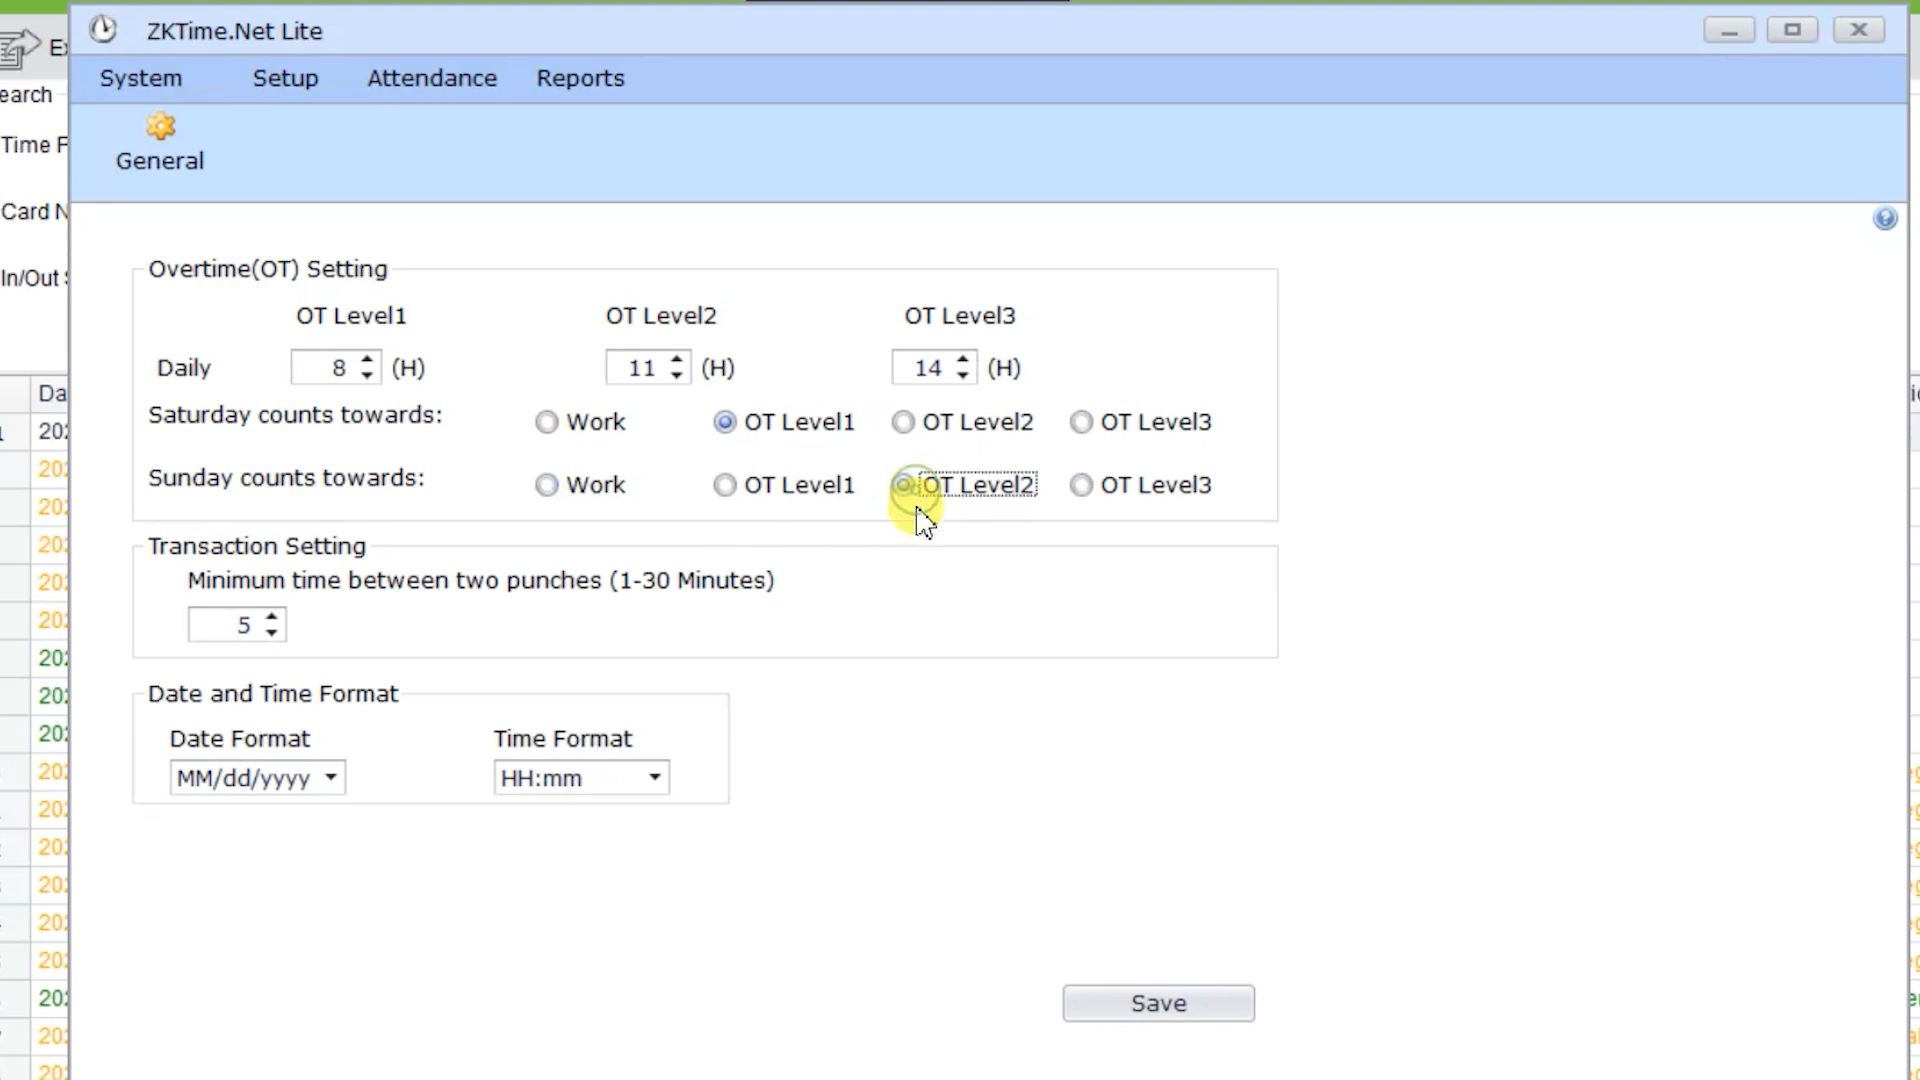 ZKTime.Net Lite
System Setup Attendance Reports
General
earch
Time F
Card N
In/Out
Overtime(OT) Setting
OT Level1 OT Level2 OT Level3
Daily 8 (H) 11 (H) 14 (H)
Saturday counts towards: Work OT Level1 OT Level2 OT Level3
Sunday counts towards: Work OT Level1 OT Level2 OT Level3
Transaction Setting
Minimum time between two punches (1-30 Minutes)
5
Date and Time Format
Date Format Time Format
MM/dd/yyyy HH:mm
Save
Da